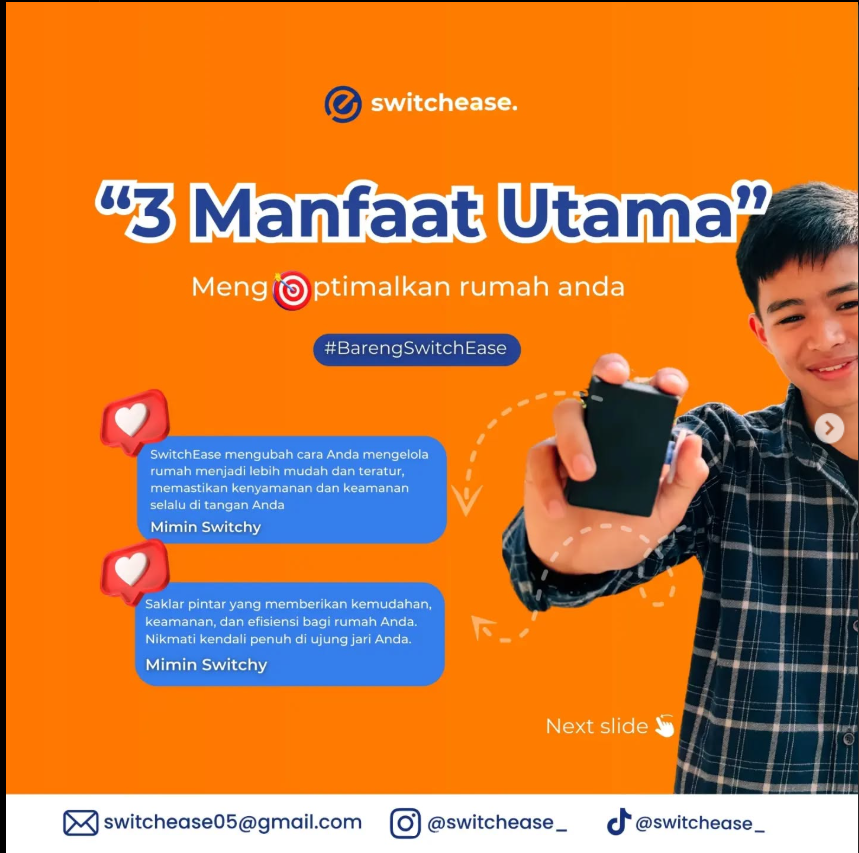 switchease.
“3 Manfaat Utama”
Mengoptimalkan rumah anda
#BarengSwitchEase
SwitchEase mengubah cara Anda mengelola
rumah menjadi lebih mudah dan teratur,
memastikan kenyamanan dan keamanan
selalu di tangan Anda
Mimin Switchy
Saklar pintar yang memberikan kemudahan,
keamanan, dan efisiensi bagi rumah Anda.
Nikmati kendali penuh di ujung jari Anda.
Mimin Switchy
Next slide
switchease05@gmail.com @switchease_ @switchease_